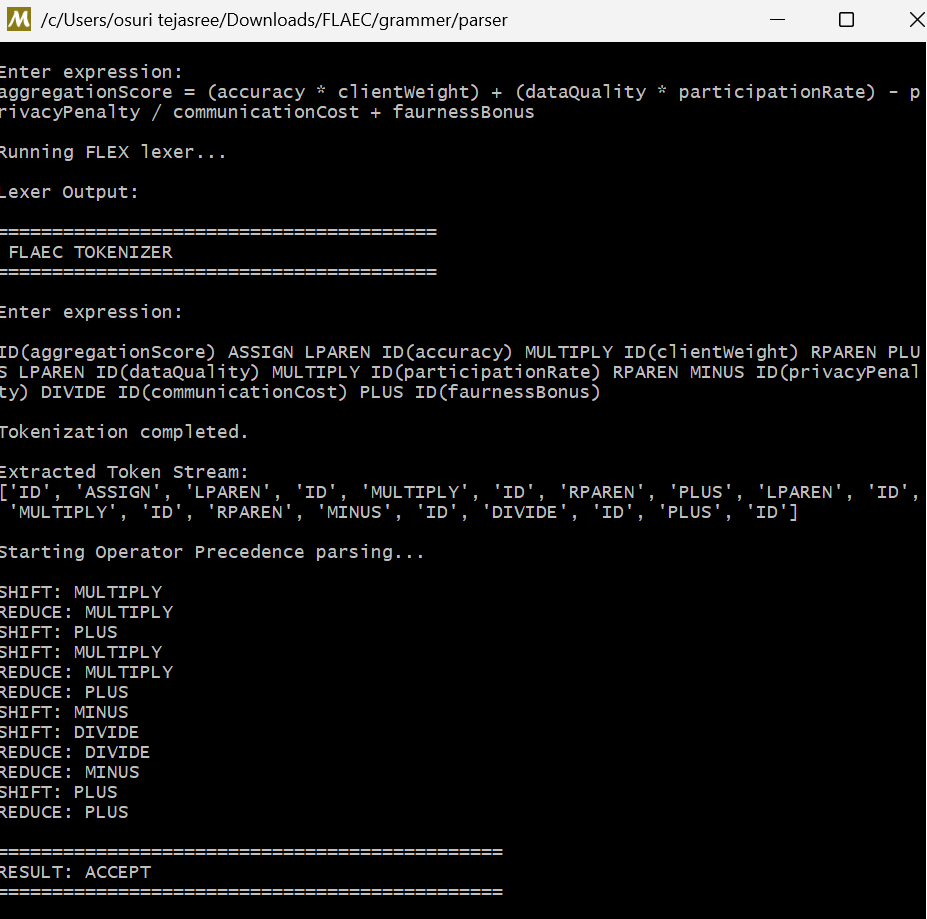 M /c/Users/osuri tejasree/Downloads/FLAEC/grammer/parser
Enter expression:
aggregationScore = (accuracy * clientWeight) + (dataQuality * participationRate) - p
rivacyPenalty / communicationCost + faurnessBonus
Running FLEX lexer...
Lexer Output:
========================================
FLAEC TOKENIZER
========================================
Enter expression:
ID(aggregationScore) ASSIGN LPAREN ID(accuracy) MULTIPLY ID(clientWeight) RPAREN PLU
S LPAREN ID(dataQuality) MULTIPLY ID(participationRate) RPAREN MINUS ID(privacyPenal
ty) DIVIDE ID(communicationCost) PLUS ID(faurnessBonus)
Tokenization completed.
Extracted Token Stream:
['ID', 'ASSIGN', 'LPAREN', 'ID', 'MULTIPLY', 'ID', 'RPAREN', 'PLUS', 'LPAREN', 'ID',
'MULTIPLY', 'ID', 'RPAREN', 'MINUS', 'ID', 'DIVIDE', 'ID', 'PLUS', 'ID']
Starting Operator Precedence parsing...
SHIFT: MULTIPLY
REDUCE: MULTIPLY
SHIFT: PLUS
SHIFT: MULTIPLY
REDUCE: MULTIPLY
REDUCE: PLUS
SHIFT: MINUS
SHIFT: DIVIDE
REDUCE: DIVIDE
REDUCE: MINUS
SHIFT: PLUS
REDUCE: PLUS
==============================================
RESULT: ACCEPT
==============================================